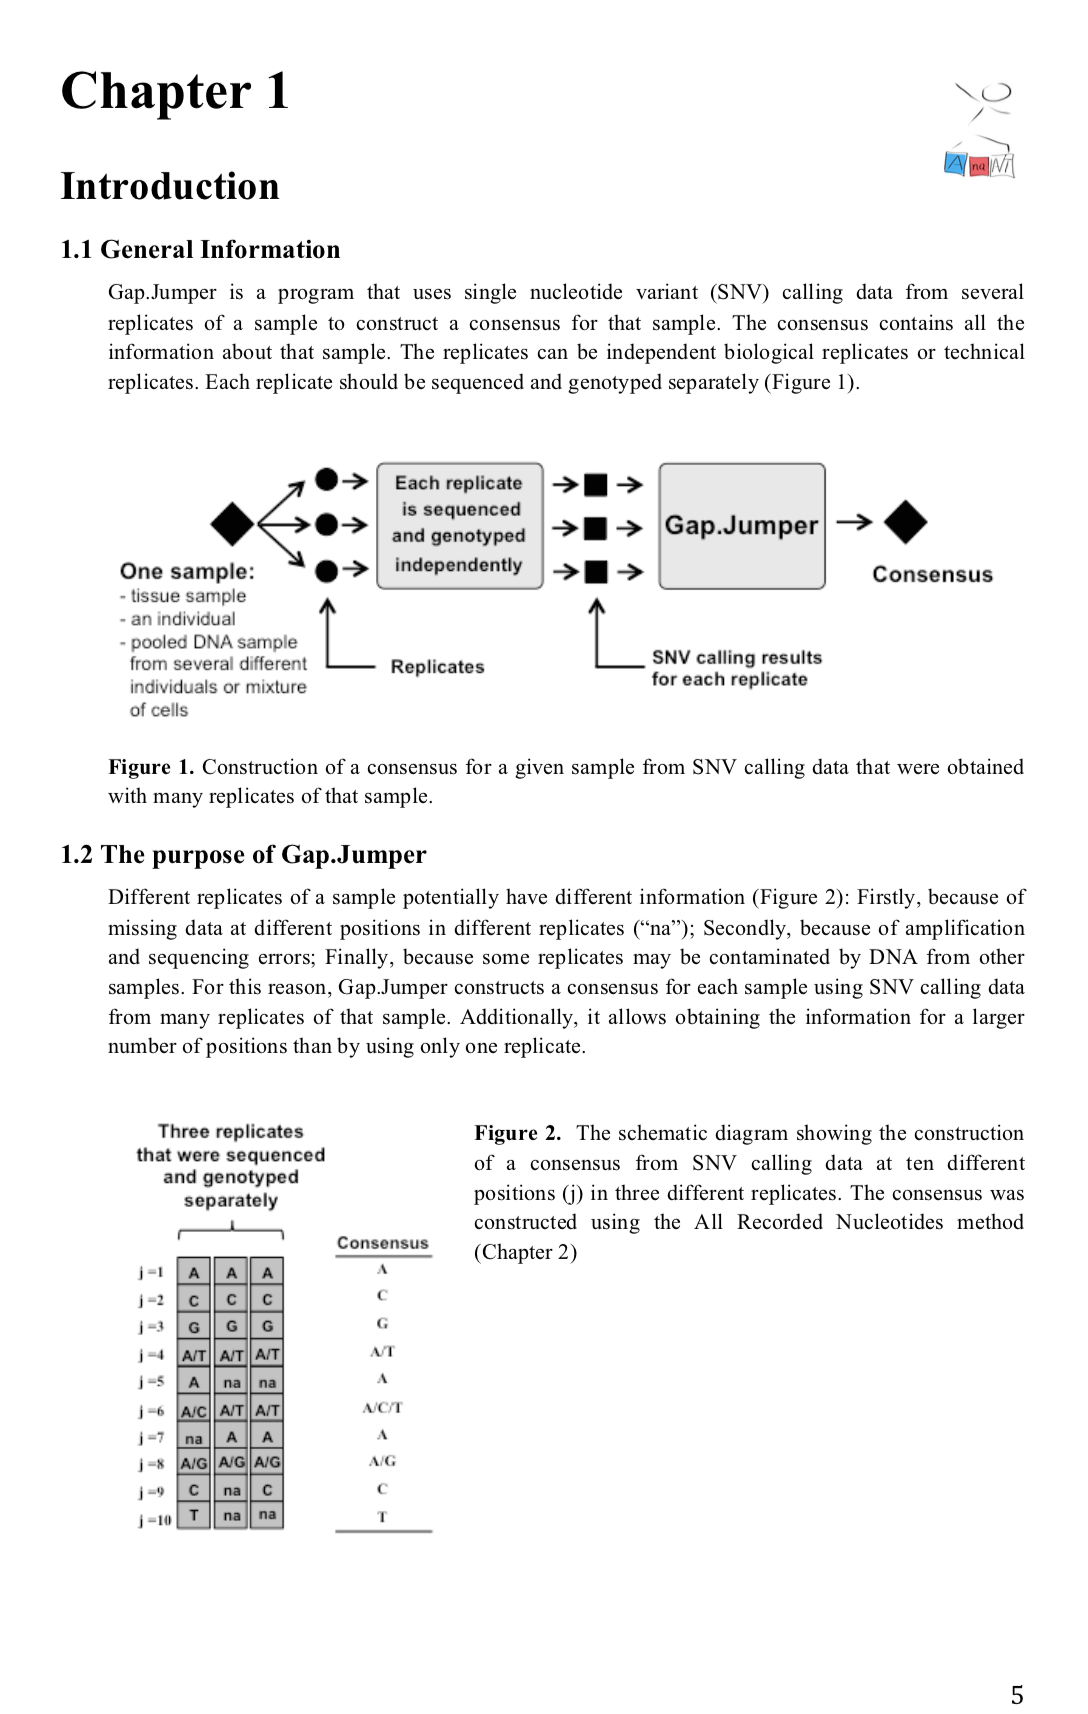 Chapter 1
A na NT
Introduction
1.1 General Information
Gap.Jumper is a program that uses single nucleotide variant (SNV) calling data from several
replicates of a sample to construct a consensus for that sample. The consensus contains all the
information about that sample. The replicates can be independent biological replicates or technical
replicates. Each replicate should be sequenced and genotyped separately (Figure 1).
Each replicate
is sequenced
and genotyped
independently
Gap.Jumper
One sample:
- tissue sample
- an individual
- pooled DNA sample
from several different
individuals or mixture
of cells
Replicates
SNV calling results
for each replicate
Consensus
Figure 1. Construction of a consensus for a given sample from SNV calling data that were obtained
with many replicates of that sample.
1.2 The purpose of Gap.Jumper
Different replicates of a sample potentially have different information (Figure 2): Firstly, because of
missing data at different positions in different replicates (“na”); Secondly, because of amplification
and sequencing errors; Finally, because some replicates may be contaminated by DNA from other
samples. For this reason, Gap.Jumper constructs a consensus for each sample using SNV calling data
from many replicates of that sample. Additionally, it allows obtaining the information for a larger
number of positions than by using only one replicate.
Three replicates
that were sequenced
and genotyped
separately
Consensus
j =1 A A A A
j =2 C C C C
j =3 G G G G
j =4 A/T A/T A/T A/T
j =5 A na na A
j =6 A/C A/T A/T A/C/T
j =7 na A A A
j =8 A/G A/G A/G A/G
j =9 C na C C
j =10 T na na T
Figure 2. The schematic diagram showing the construction
of a consensus from SNV calling data at ten different
positions (j) in three different replicates. The consensus was
constructed using the All Recorded Nucleotides method
(Chapter 2)
5